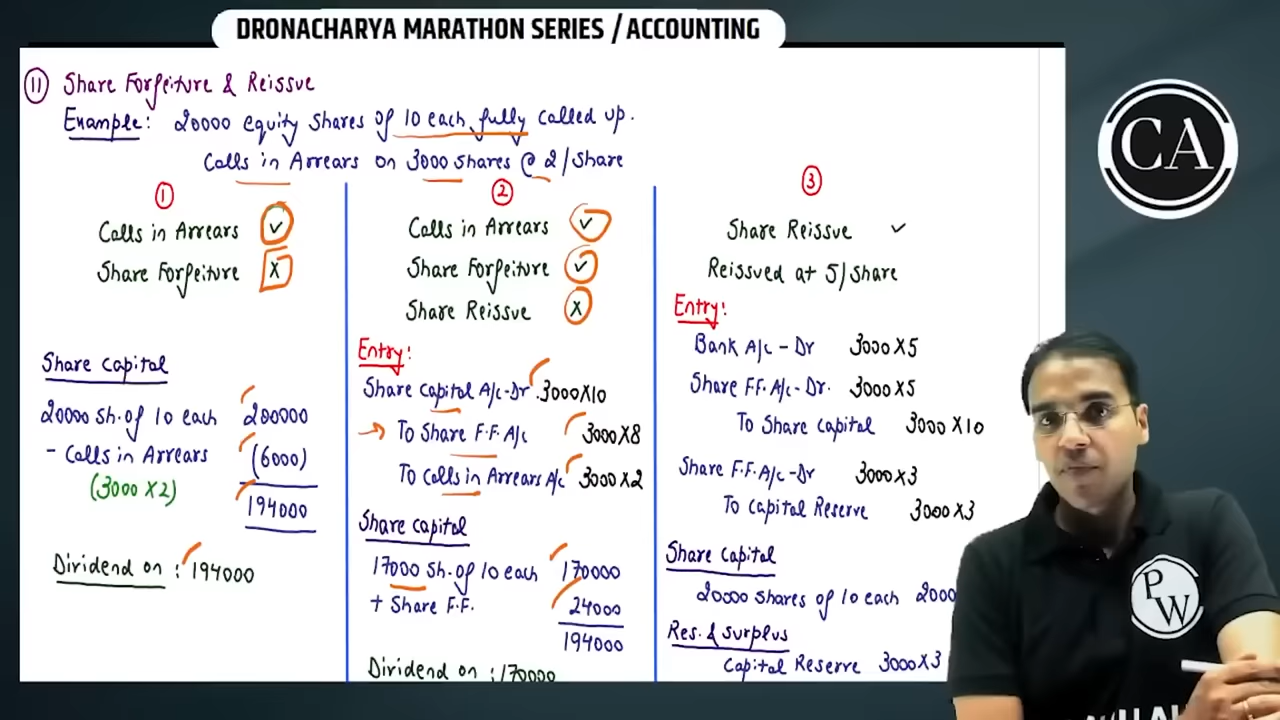 DRONACHARYA MARATHON SERIES / ACCOUNTING
CA
11 Share Forfeiture & Reissue
Example: 20000 equity shares of 10 each fully called up.
Calls in Arrears on 3000 shares @ 2/share
1
Calls in Arrears ✓
Share Forfeiture X
Share capital
20000 sh. of 10 each 200000
- Calls in Arrears (6000)
(3000 X 2)
194000
Dividend on : 194000
2
Calls in Arrears ✓
Share Forfeiture ✓
Share Reissue X
Entry:
Share Capital A/c-Dr. 3000X10
→ To Share F.F. A/c 3000X8
To Calls in Arrears A/c 3000X2
Share capital
17000 sh. of 10 each 170000
+ Share F.F. 24000
194000
Dividend on : 170000
3
Share Reissue ✓
Reissued at 5/share
Entry:
Bank A/c - Dr 3000X5
Share FF. A/c -Dr. 3000X5
To Share Capital 3000X10
Share F.F. A/c -Dr 3000X3
To Capital Reserve 3000X3
Share Capital
20000 shares of 10 each 2000
Res. & Surplus
Capital Reserve 3000X3
PW